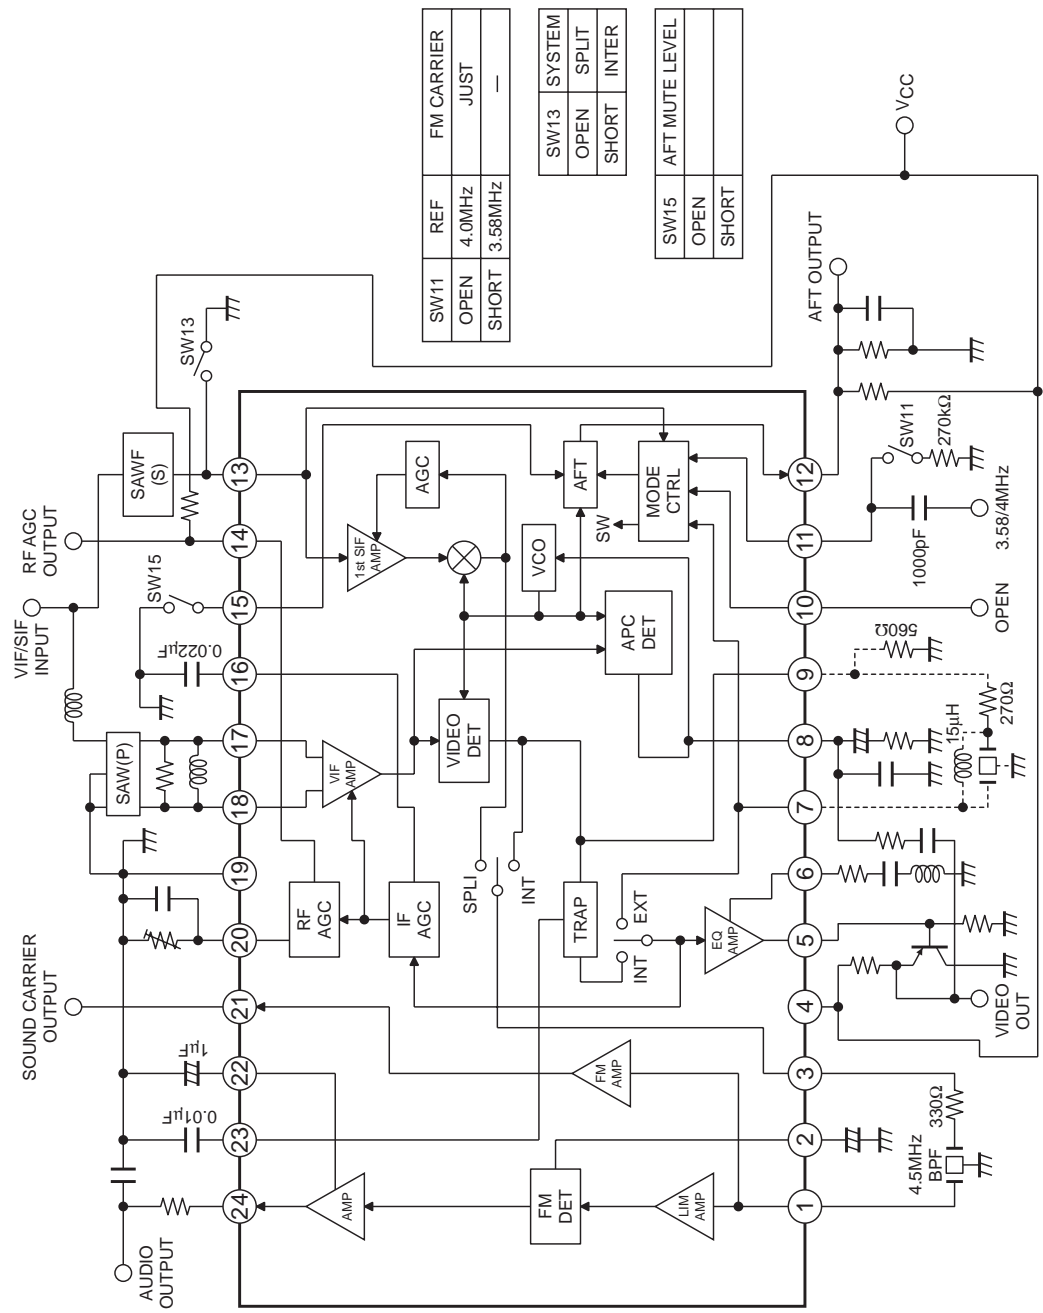 SW11 REF FM CARRIER
OPEN 4.0MHz JUST
SHORT 3.58MHz —
SW13 SYSTEM
OPEN SPLIT
SHORT INTER
SW15 AFT MUTE LEVEL
OPEN
SHORT
VCC
AFT OUTPUT
SW13
SAWF
(S)
RF AGC
OUTPUT
SW15
VIF/SIF
INPUT
0.022µF
SAW(P)
SOUND CARRIER
OUTPUT
1µF
0.01µF
AUDIO
OUTPUT
13
14
15
16
17
18
19
20
21
22
23
24
AGC
1st SIF
AMP
AFT
MODE
CTRL
SW
VCO
APC
DET
VIDEO
DET
VIF
AMP
RF
AGC
IF
AGC
SPLI
INT
TRAP
EXT
INT
EQ
AMP
FM
AMP
AMP
FM
DET
LIM
AMP
12
11
10
9
8
7
6
5
4
3
2
1
SW11
270kΩ
1000pF
3.58/4MHz
OPEN
560Ω
270Ω
15µH
VIDEO
OUT
330Ω
4.5MHz
BPF